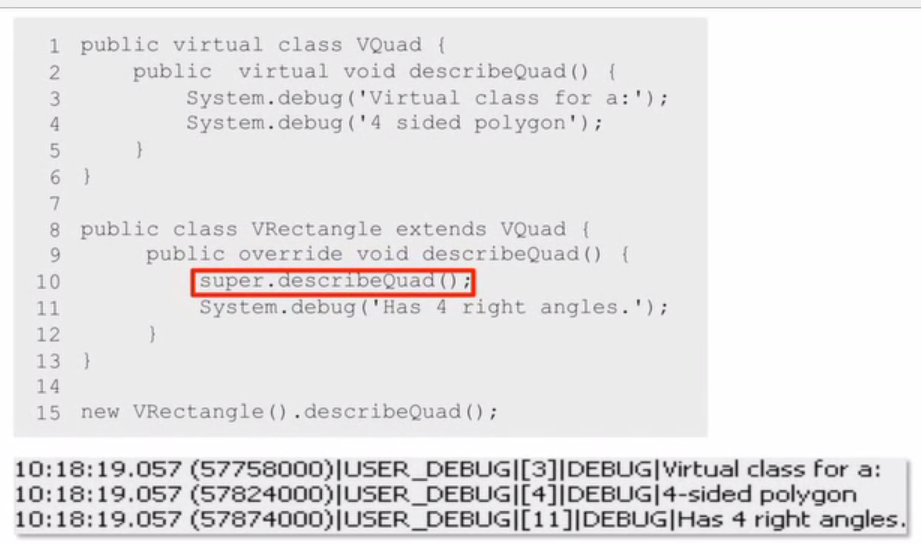 1 public virtual class VQuad {
2 public virtual void describeQuad() {
3 System.debug('Virtual class for a:');
4 System.debug('4 sided polygon');
5 }
6 }
7
8 public class VRectangle extends VQuad {
9 public override void describeQuad() {
10 super.describeQuad();
11 System.debug('Has 4 right angles.');
12 }
13 }
14
15 new VRectangle().describeQuad();
10:18:19.057 (57758000)|USER_DEBUG|[3]|DEBUG|Virtual class for a:
10:18:19.057 (57824000)|USER_DEBUG|[4]|DEBUG|4-sided polygon
10:18:19.057 (57874000)|USER_DEBUG|[11]|DEBUG|Has 4 right angles.